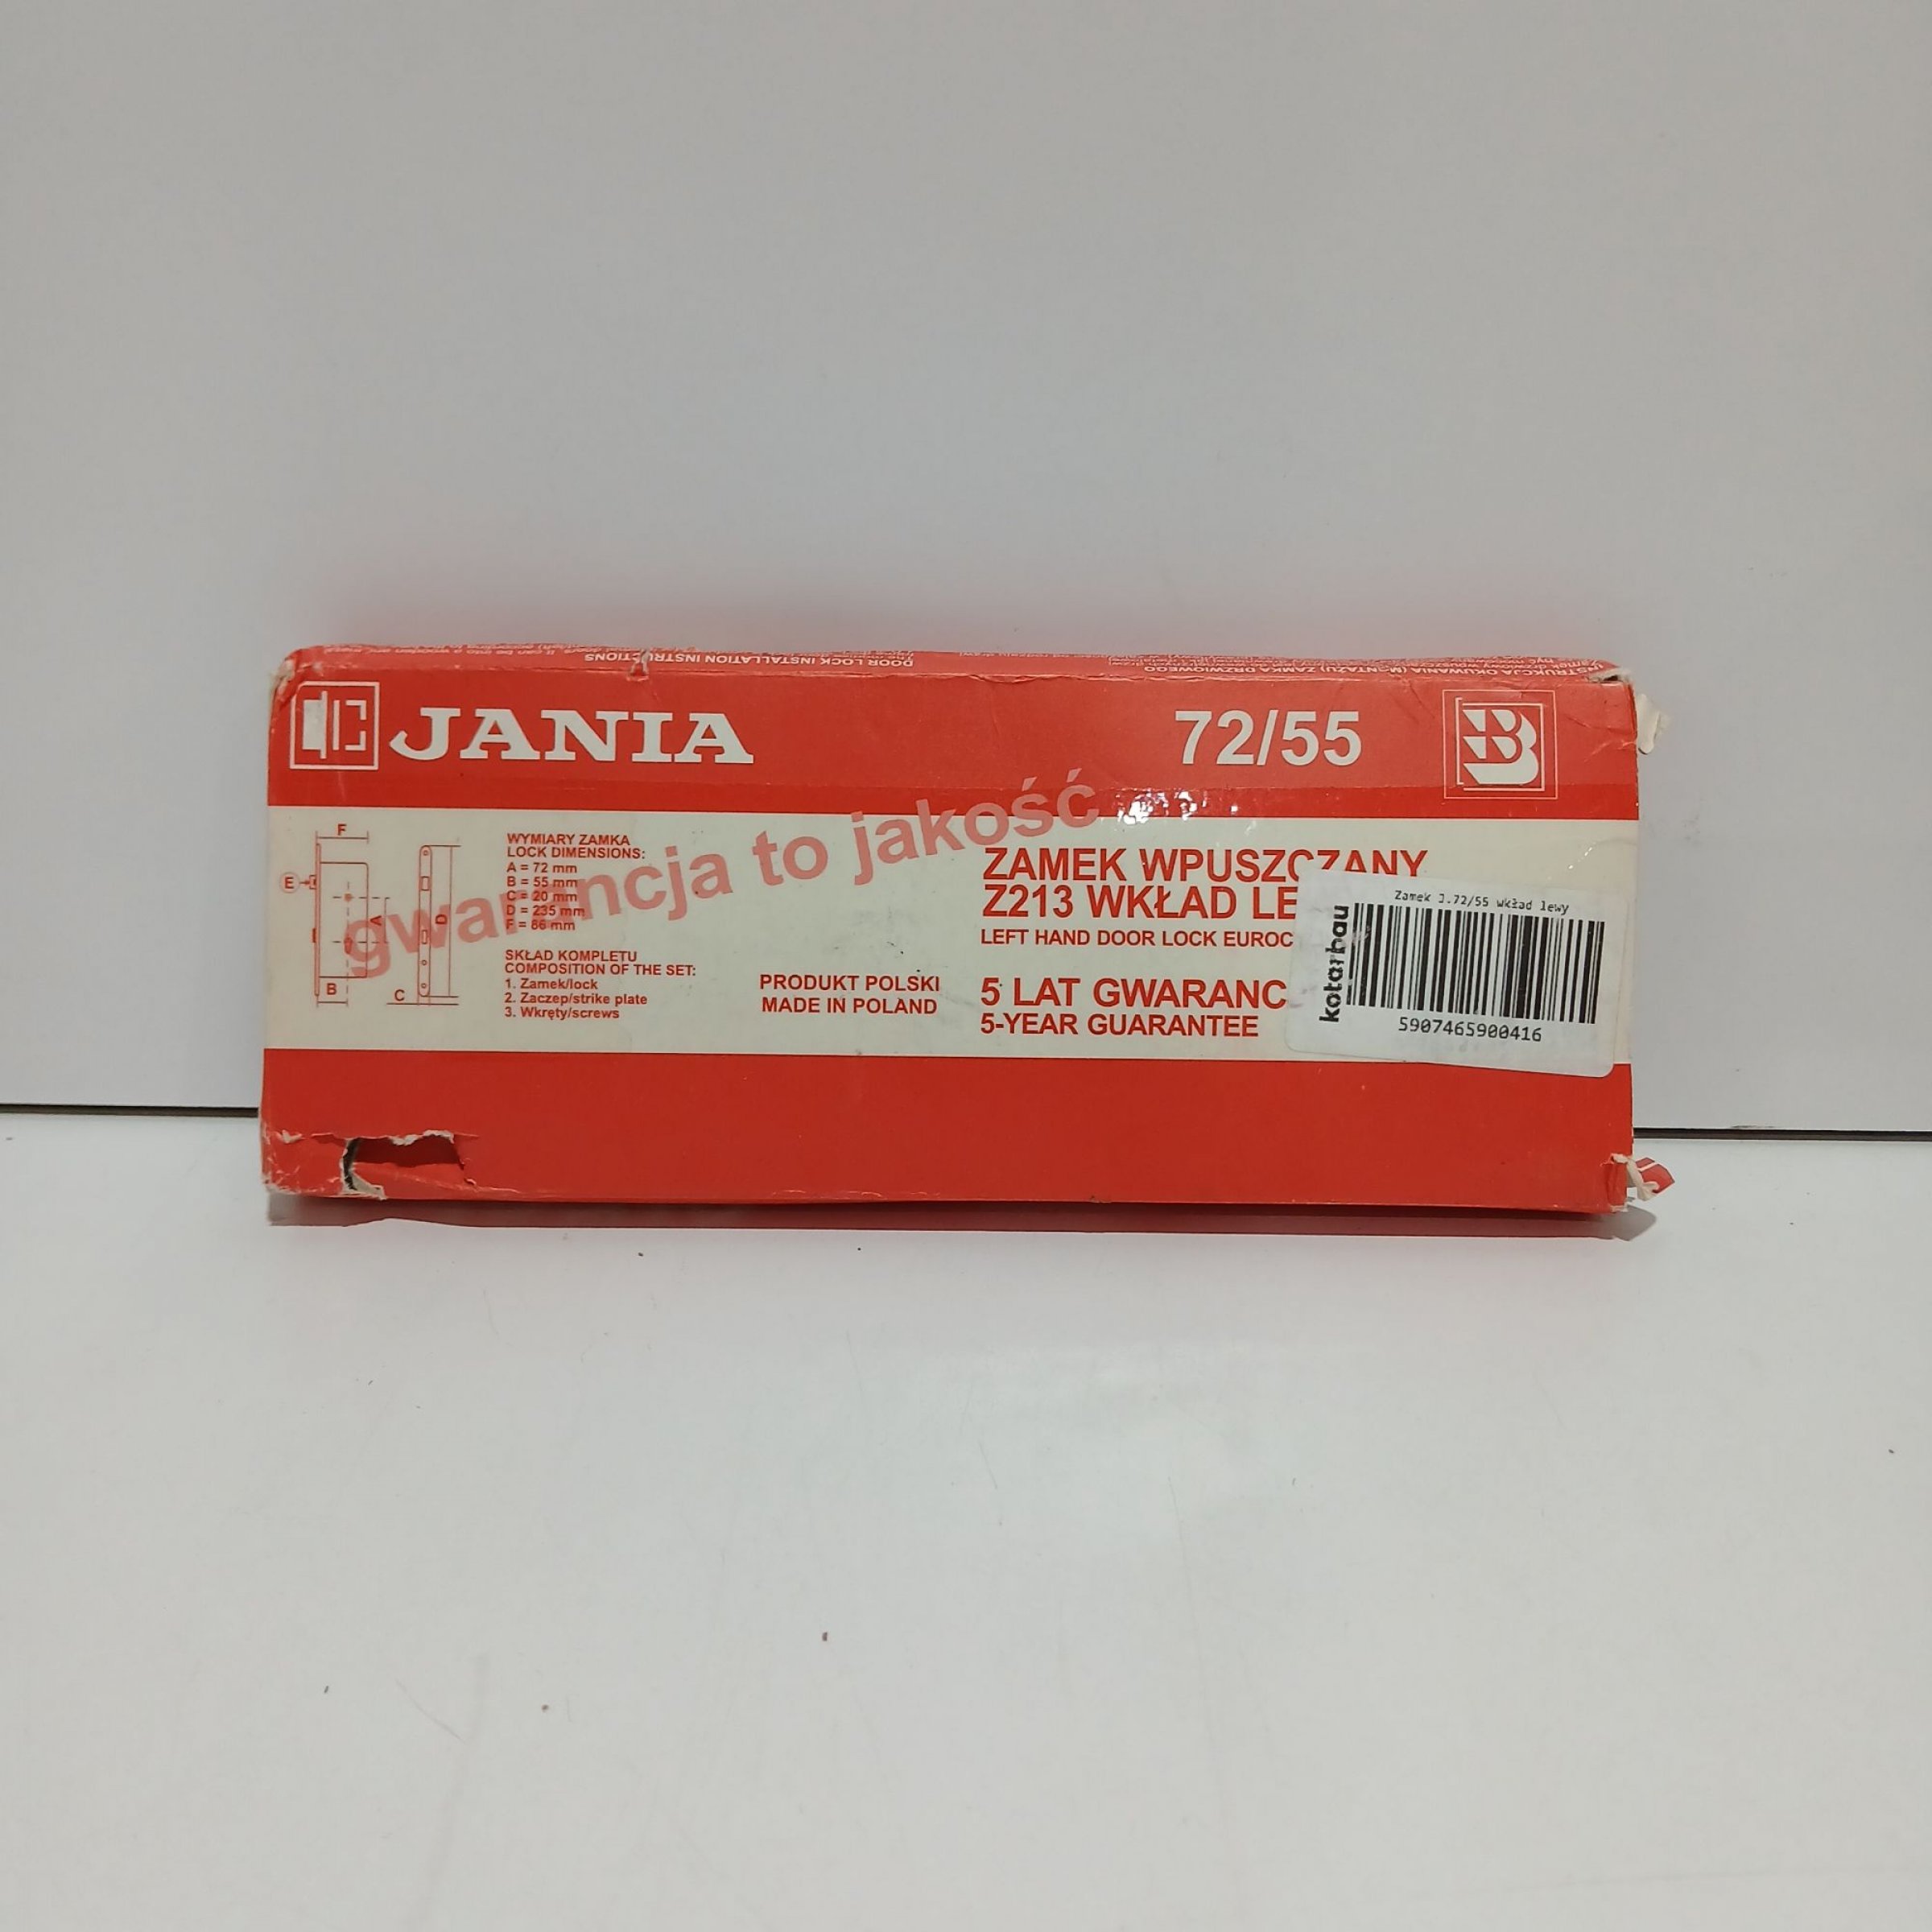 DOOR LOCK INSTALLATION INSTRUCTIONS
JANIA
72/55
B
gwarancja to jakość
F
E
A
D
B
C
WYMIARY ZAMKA
LOCK DIMENSIONS:
A = 72 mm
B = 55 mm
C = 20 mm
D = 235 mm
F = 86 mm
SKŁAD KOMPLETU
COMPOSITION OF THE SET:
1. Zamek/lock
2. Zaczep/strike plate
3. Wkręty/screws
PRODUKT POLSKI
MADE IN POLAND
ZAMEK WPUSZCZANY
Z213 WKŁAD LE
LEFT HAND DOOR LOCK EUROC
5 LAT GWARANC
5-YEAR GUARANTEE
Zamek J.72/55 wkład lewy
kotarbau
5907465900416